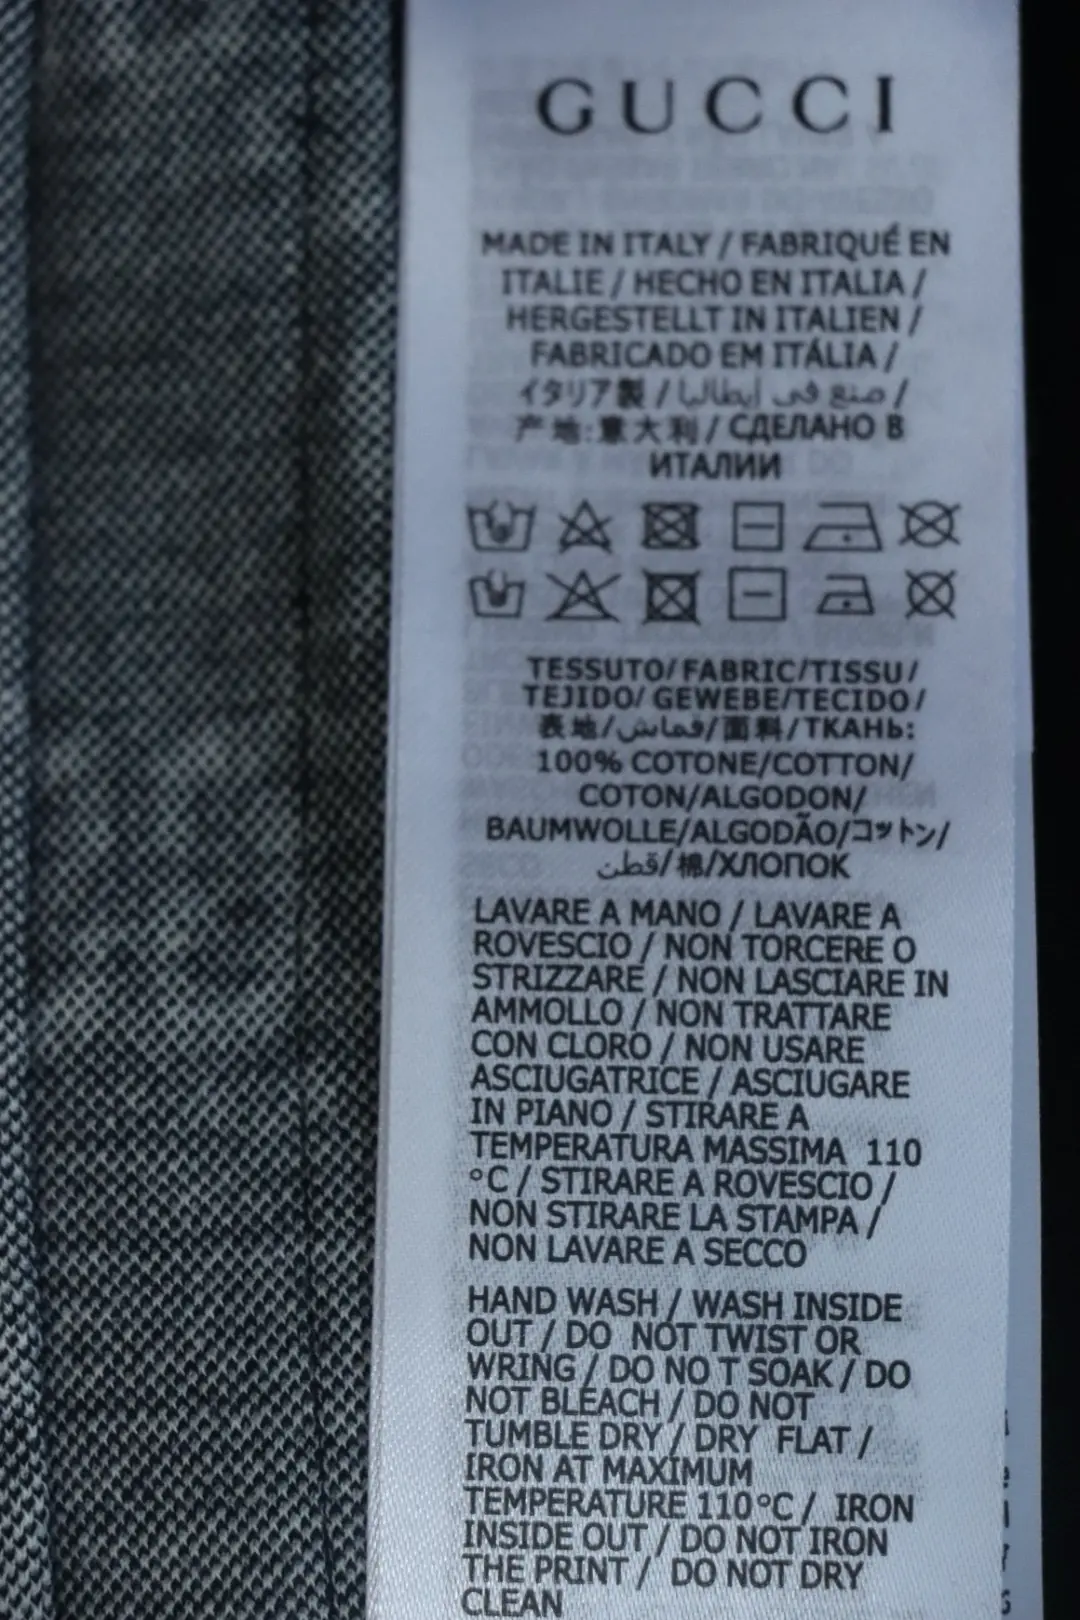 GUCCI
MADE IN ITALY / FABRIQUÉ EN
ITALIE / HECHO EN ITALIA /
HERGESTELLT IN ITALIEN /
FABRICADO EM ITÁLIA /
イタリア製 / صنع في إيطاليا /
产地:意大利 / СДЕЛАНО В
ИТАЛИИ
TESSUTO/FABRIC/TISSU/
TEJIDO/ GEWEBE/TECIDO/
表地/قماش/面料/ТКАНЬ:
100% COTONE/COTTON/
COTON/ALGODON/
BAUMWOLLE/ALGODÃO/コットン/
قطن/棉/ХЛОПОК
LAVARE A MANO / LAVARE A
ROVESCIO / NON TORCERE O
STRIZZARE / NON LASCIARE IN
AMMOLLO / NON TRATTARE
CON CLORO / NON USARE
ASCIUGATRICE / ASCIUGARE
IN PIANO / STIRARE A
TEMPERATURA MASSIMA 110
°C / STIRARE A ROVESCIO /
NON STIRARE LA STAMPA /
NON LAVARE A SECCO
HAND WASH / WASH INSIDE
OUT / DO NOT TWIST OR
WRING / DO NO T SOAK / DO
NOT BLEACH / DO NOT
TUMBLE DRY / DRY FLAT /
IRON AT MAXIMUM
TEMPERATURE 110°C / IRON
INSIDE OUT / DO NOT IRON
THE PRINT / DO NOT DRY
CLEAN